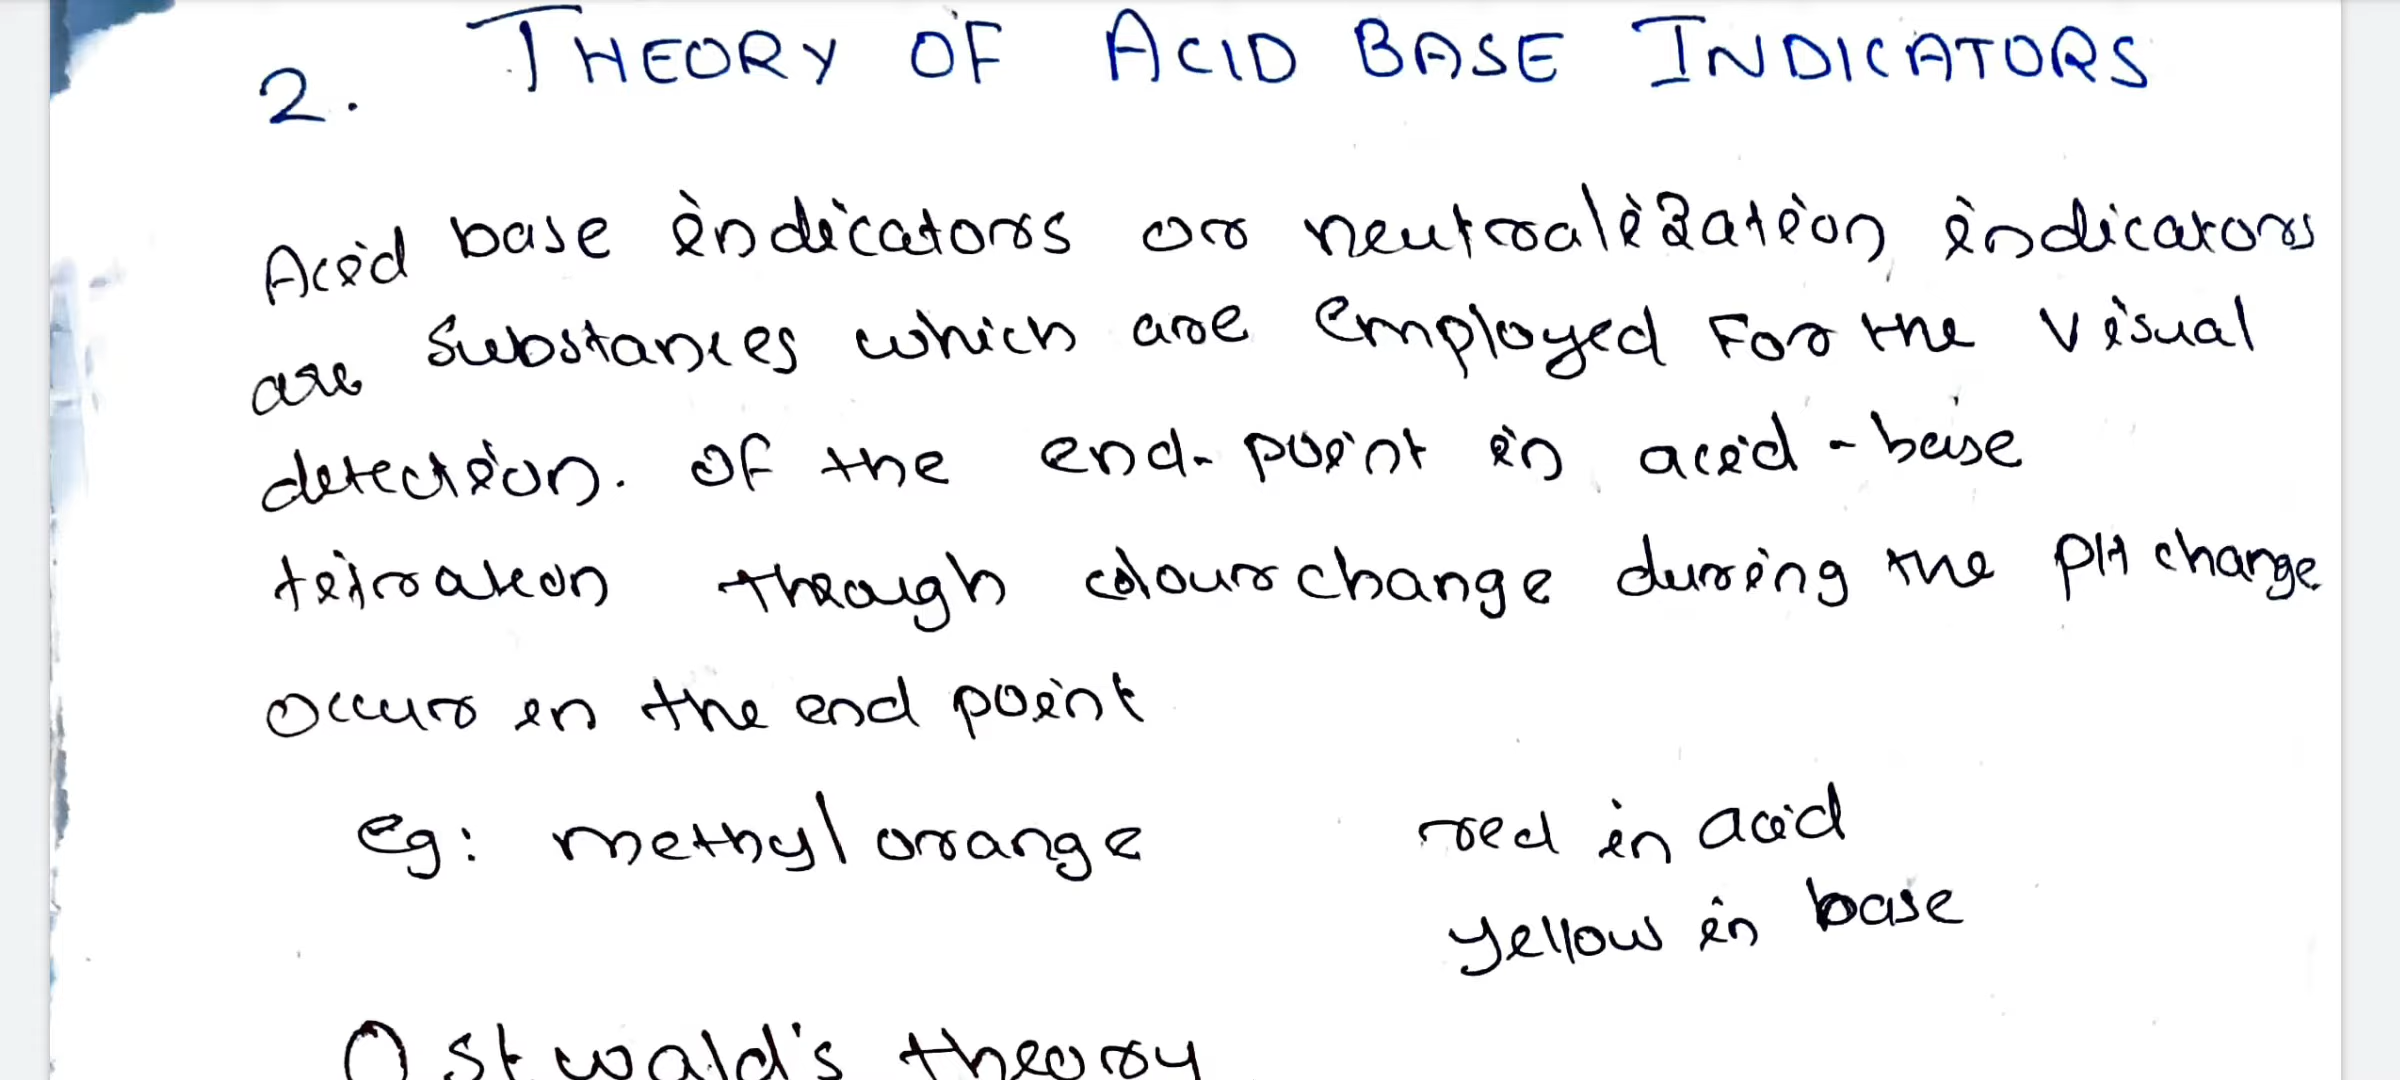 2. THEORY OF ACID BASE INDICATORS
Acid base indicators or neutralization indicators
are substances which are employed For the visual
detection. of the end-point in acid-base
titration through colour change during the PH change
occur in the end point
eg: methyl orange red in acid
yellow in base
Ostwald's theory